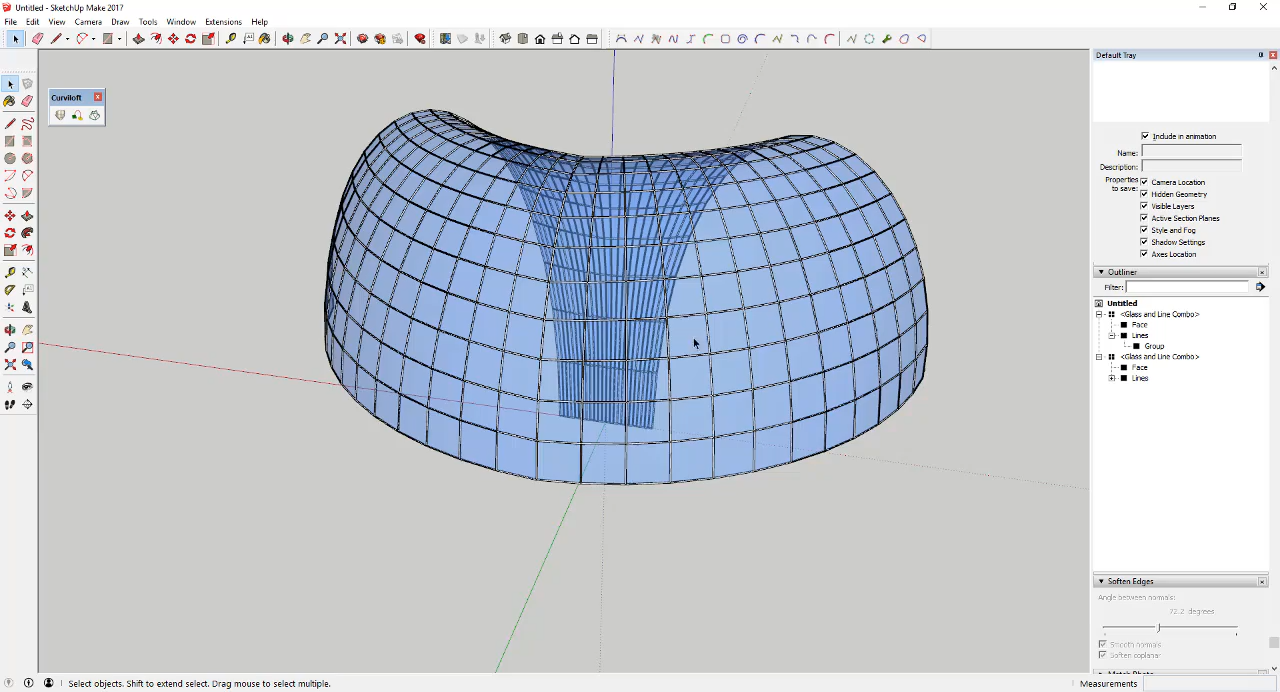 Untitled - SketchUp Make 2017
File Edit View Camera Draw Tools Window Extensions Help
Default Tray
Curviloft
Include in animation
Name:
Description:
Properties to save:
Camera Location
Hidden Geometry
Visible Layers
Active Section Planes
Style and Fog
Shadow Settings
Axes Location
Outliner
Filter:
Untitled
<Glass and Line Combo>
Face
Lines
Group
<Glass and Line Combo>
Face
Lines
Soften Edges
Angle between normals:
72.2 degrees
Smooth normals
Soften coplanar
Select objects. Shift to extend select. Drag mouse to select multiple.
Measurements